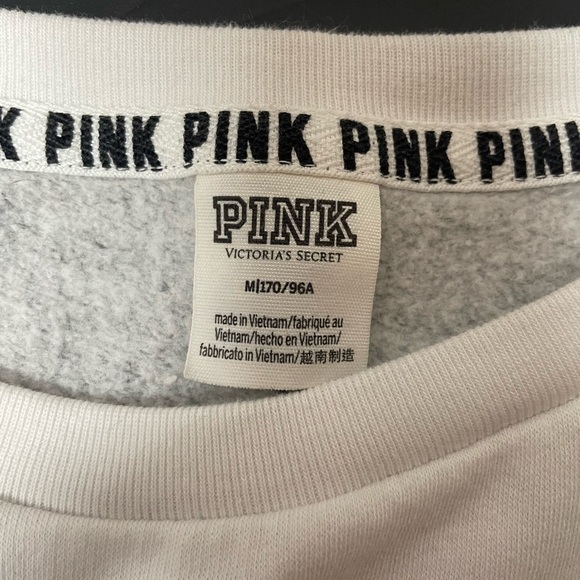 K PINK PINK PINK PINK
PINK
VICTORIA'S SECRET
M|170/96A
made in Vietnam/fabriqué au
Vietnam/hecho en Vietnam/
fabbricato in Vietnam/越南制造